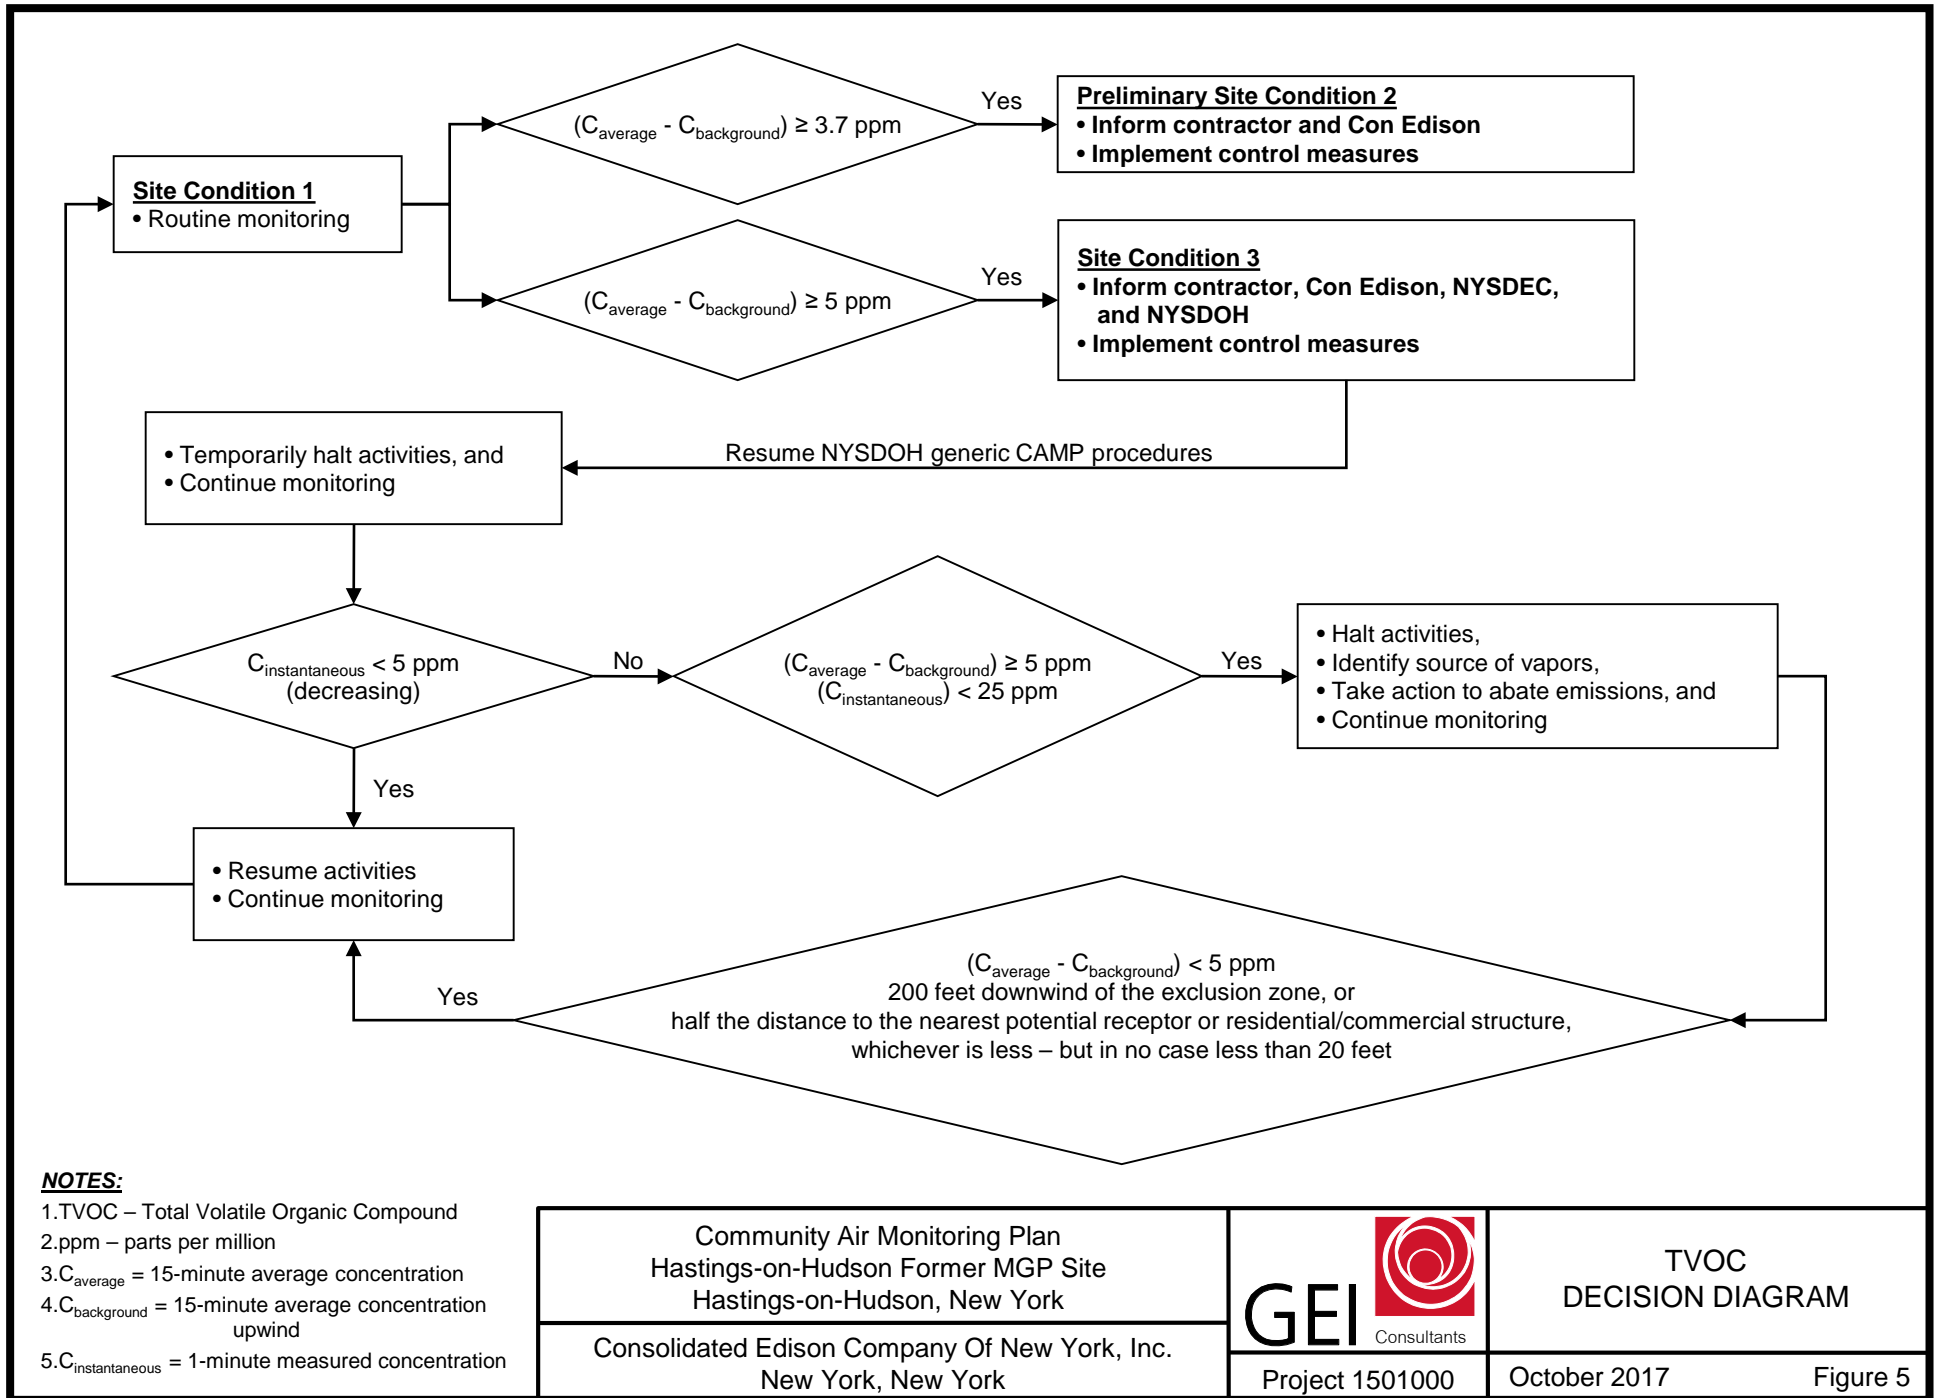 (Caverage - Cbackground) ≥ 3.7 ppm
Yes
Preliminary Site Condition 2
• Inform contractor and Con Edison
• Implement control measures
Site Condition 1
• Routine monitoring
(Caverage - Cbackground) ≥ 5 ppm
Yes
Site Condition 3
• Inform contractor, Con Edison, NYSDEC,
and NYSDOH
• Implement control measures
Resume NYSDOH generic CAMP procedures
• Temporarily halt activities, and
• Continue monitoring
Cinstantaneous < 5 ppm
(decreasing)
No
(Caverage - Cbackground) ≥ 5 ppm
(Cinstantaneous) < 25 ppm
Yes
• Halt activities,
• Identify source of vapors,
• Take action to abate emissions, and
• Continue monitoring
Yes
• Resume activities
• Continue monitoring
Yes
(Caverage - Cbackground) < 5 ppm
200 feet downwind of the exclusion zone, or
half the distance to the nearest potential receptor or residential/commercial structure,
whichever is less – but in no case less than 20 feet
NOTES:
1.TVOC – Total Volatile Organic Compound
2.ppm – parts per million
3.Caverage = 15-minute average concentration
4.Cbackground = 15-minute average concentration
upwind
5.Cinstantaneous = 1-minute measured concentration
Community Air Monitoring Plan
Hastings-on-Hudson Former MGP Site
Hastings-on-Hudson, New York
Consolidated Edison Company Of New York, Inc.
New York, New York
GEI
Consultants
Project 1501000
TVOC
DECISION DIAGRAM
October 2017
Figure 5